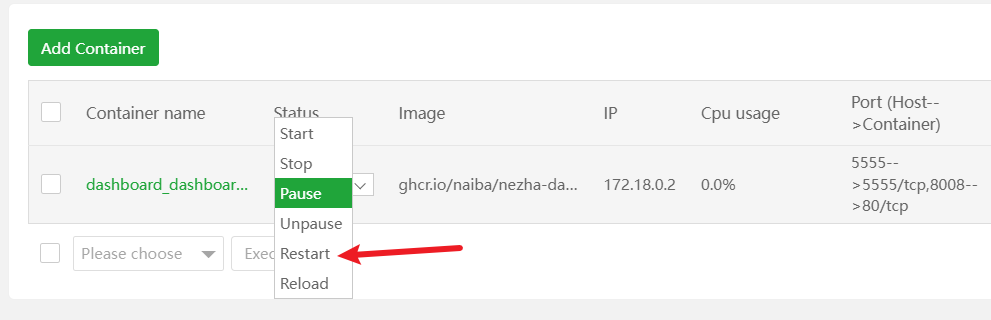 Add Container
Container name
Status
Image
IP
Cpu usage
Port (Host--
>Container)
dashboard_dashboar...
ghcr.io/naiba/nezha-da...
172.18.0.2
0.0%
5555--
>5555/tcp,8008--
>80/tcp
Start
Stop
Pause
Unpause
Restart
Reload
Please choose
Exec